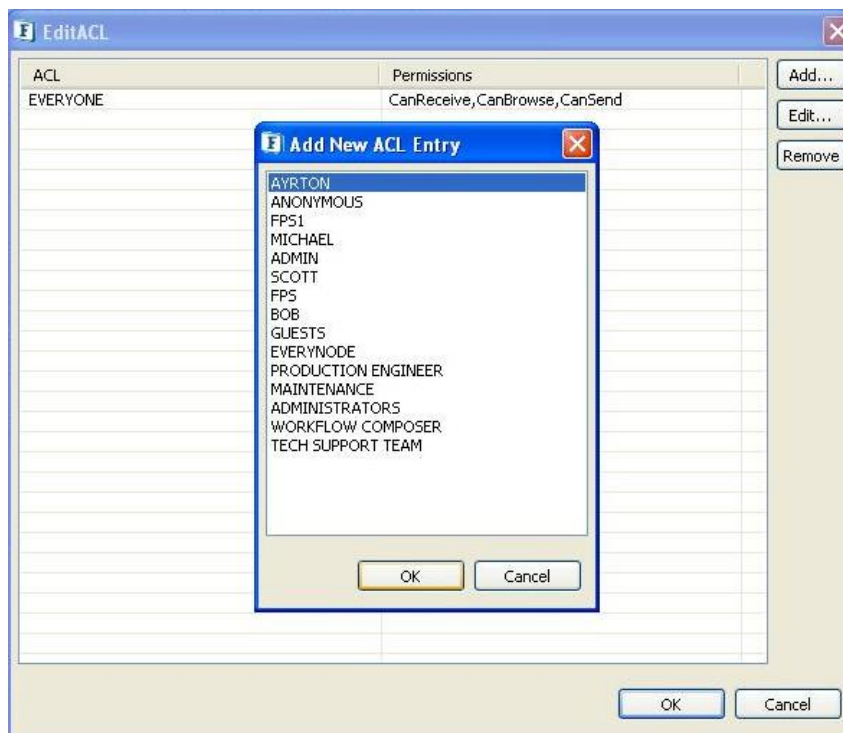 EditACL
ACL Permissions Add...
EVERYONE CanReceive,CanBrowse,CanSend
Edit...
Remove
Add New ACL Entry
AYRTON
ANONYMOUS
FPS1
MICHAEL
ADMIN
SCOTT
FPS
BOB
GUESTS
EVERYNODE
PRODUCTION ENGINEER
MAINTENANCE
ADMINISTRATORS
WORKFLOW COMPOSER
TECH SUPPORT TEAM
OK Cancel
OK Cancel